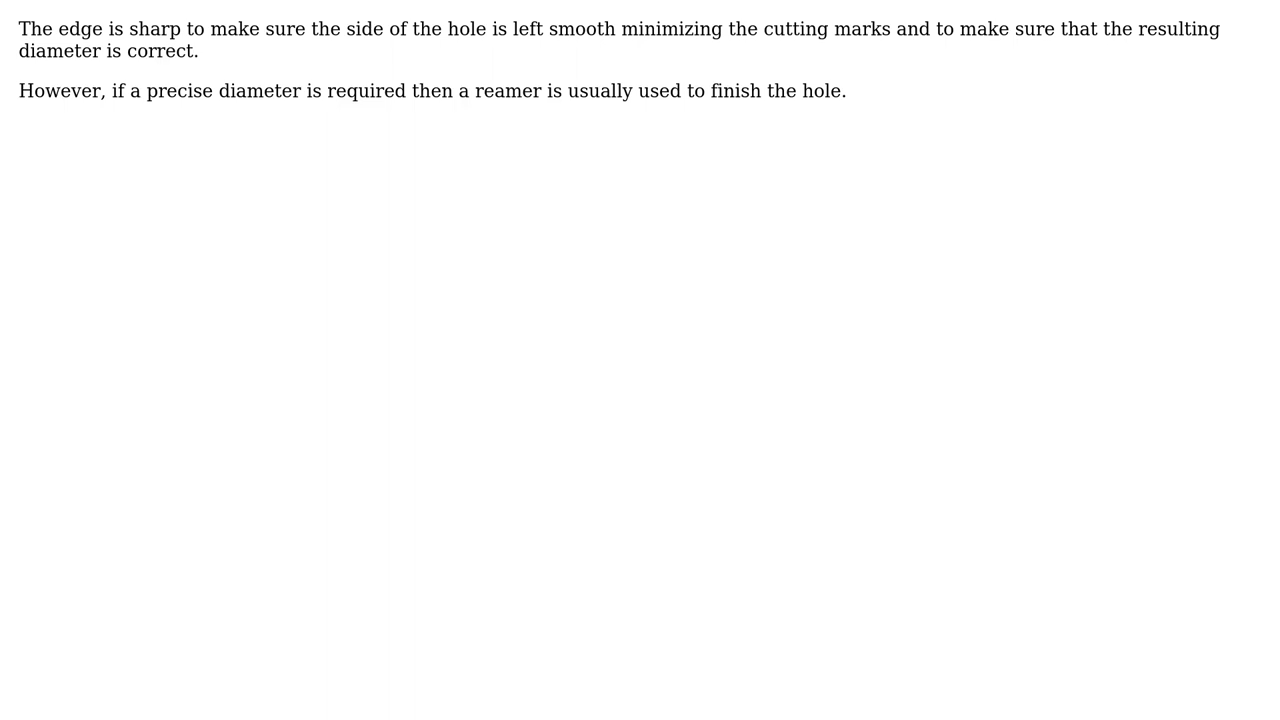 The edge is sharp to make sure the side of the hole is left smooth minimizing the cutting marks and to make sure that the resulting
diameter is correct.
However, if a precise diameter is required then a reamer is usually used to finish the hole.